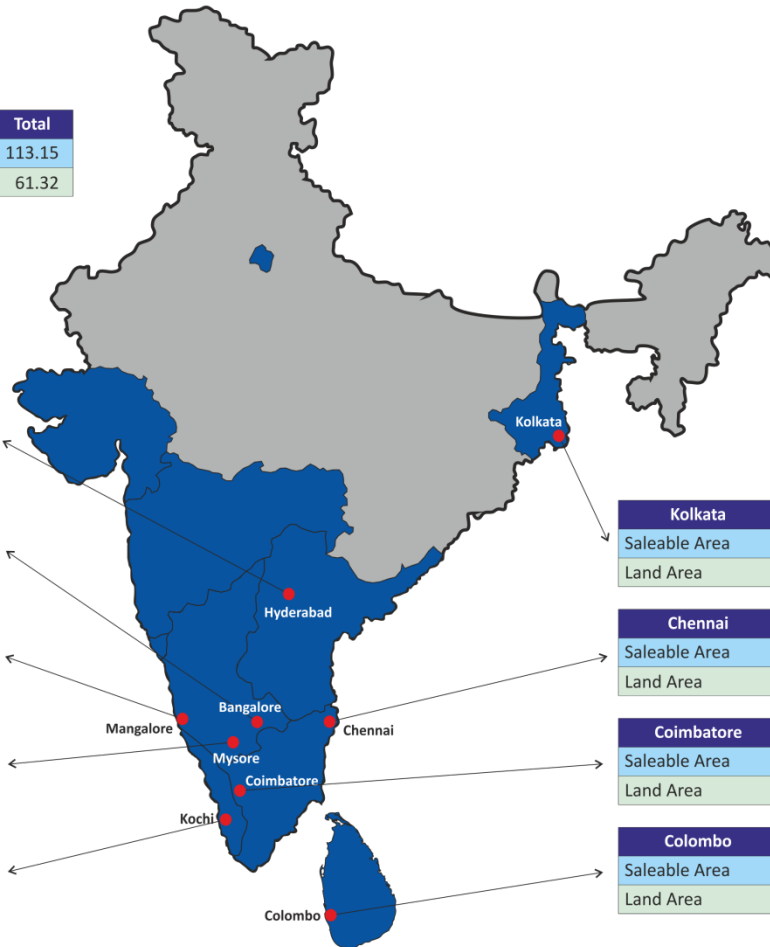 Total
113.15
61.32
Kolkata
Kolkata
Saleable Area
Land Area
Hyderabad
Chennai
Saleable Area
Land Area
Bangalore
Mangalore
Chennai
Mysore
Coimbatore
Coimbatore
Saleable Area
Land Area
Kochi
Colombo
Saleable Area
Land Area
Colombo